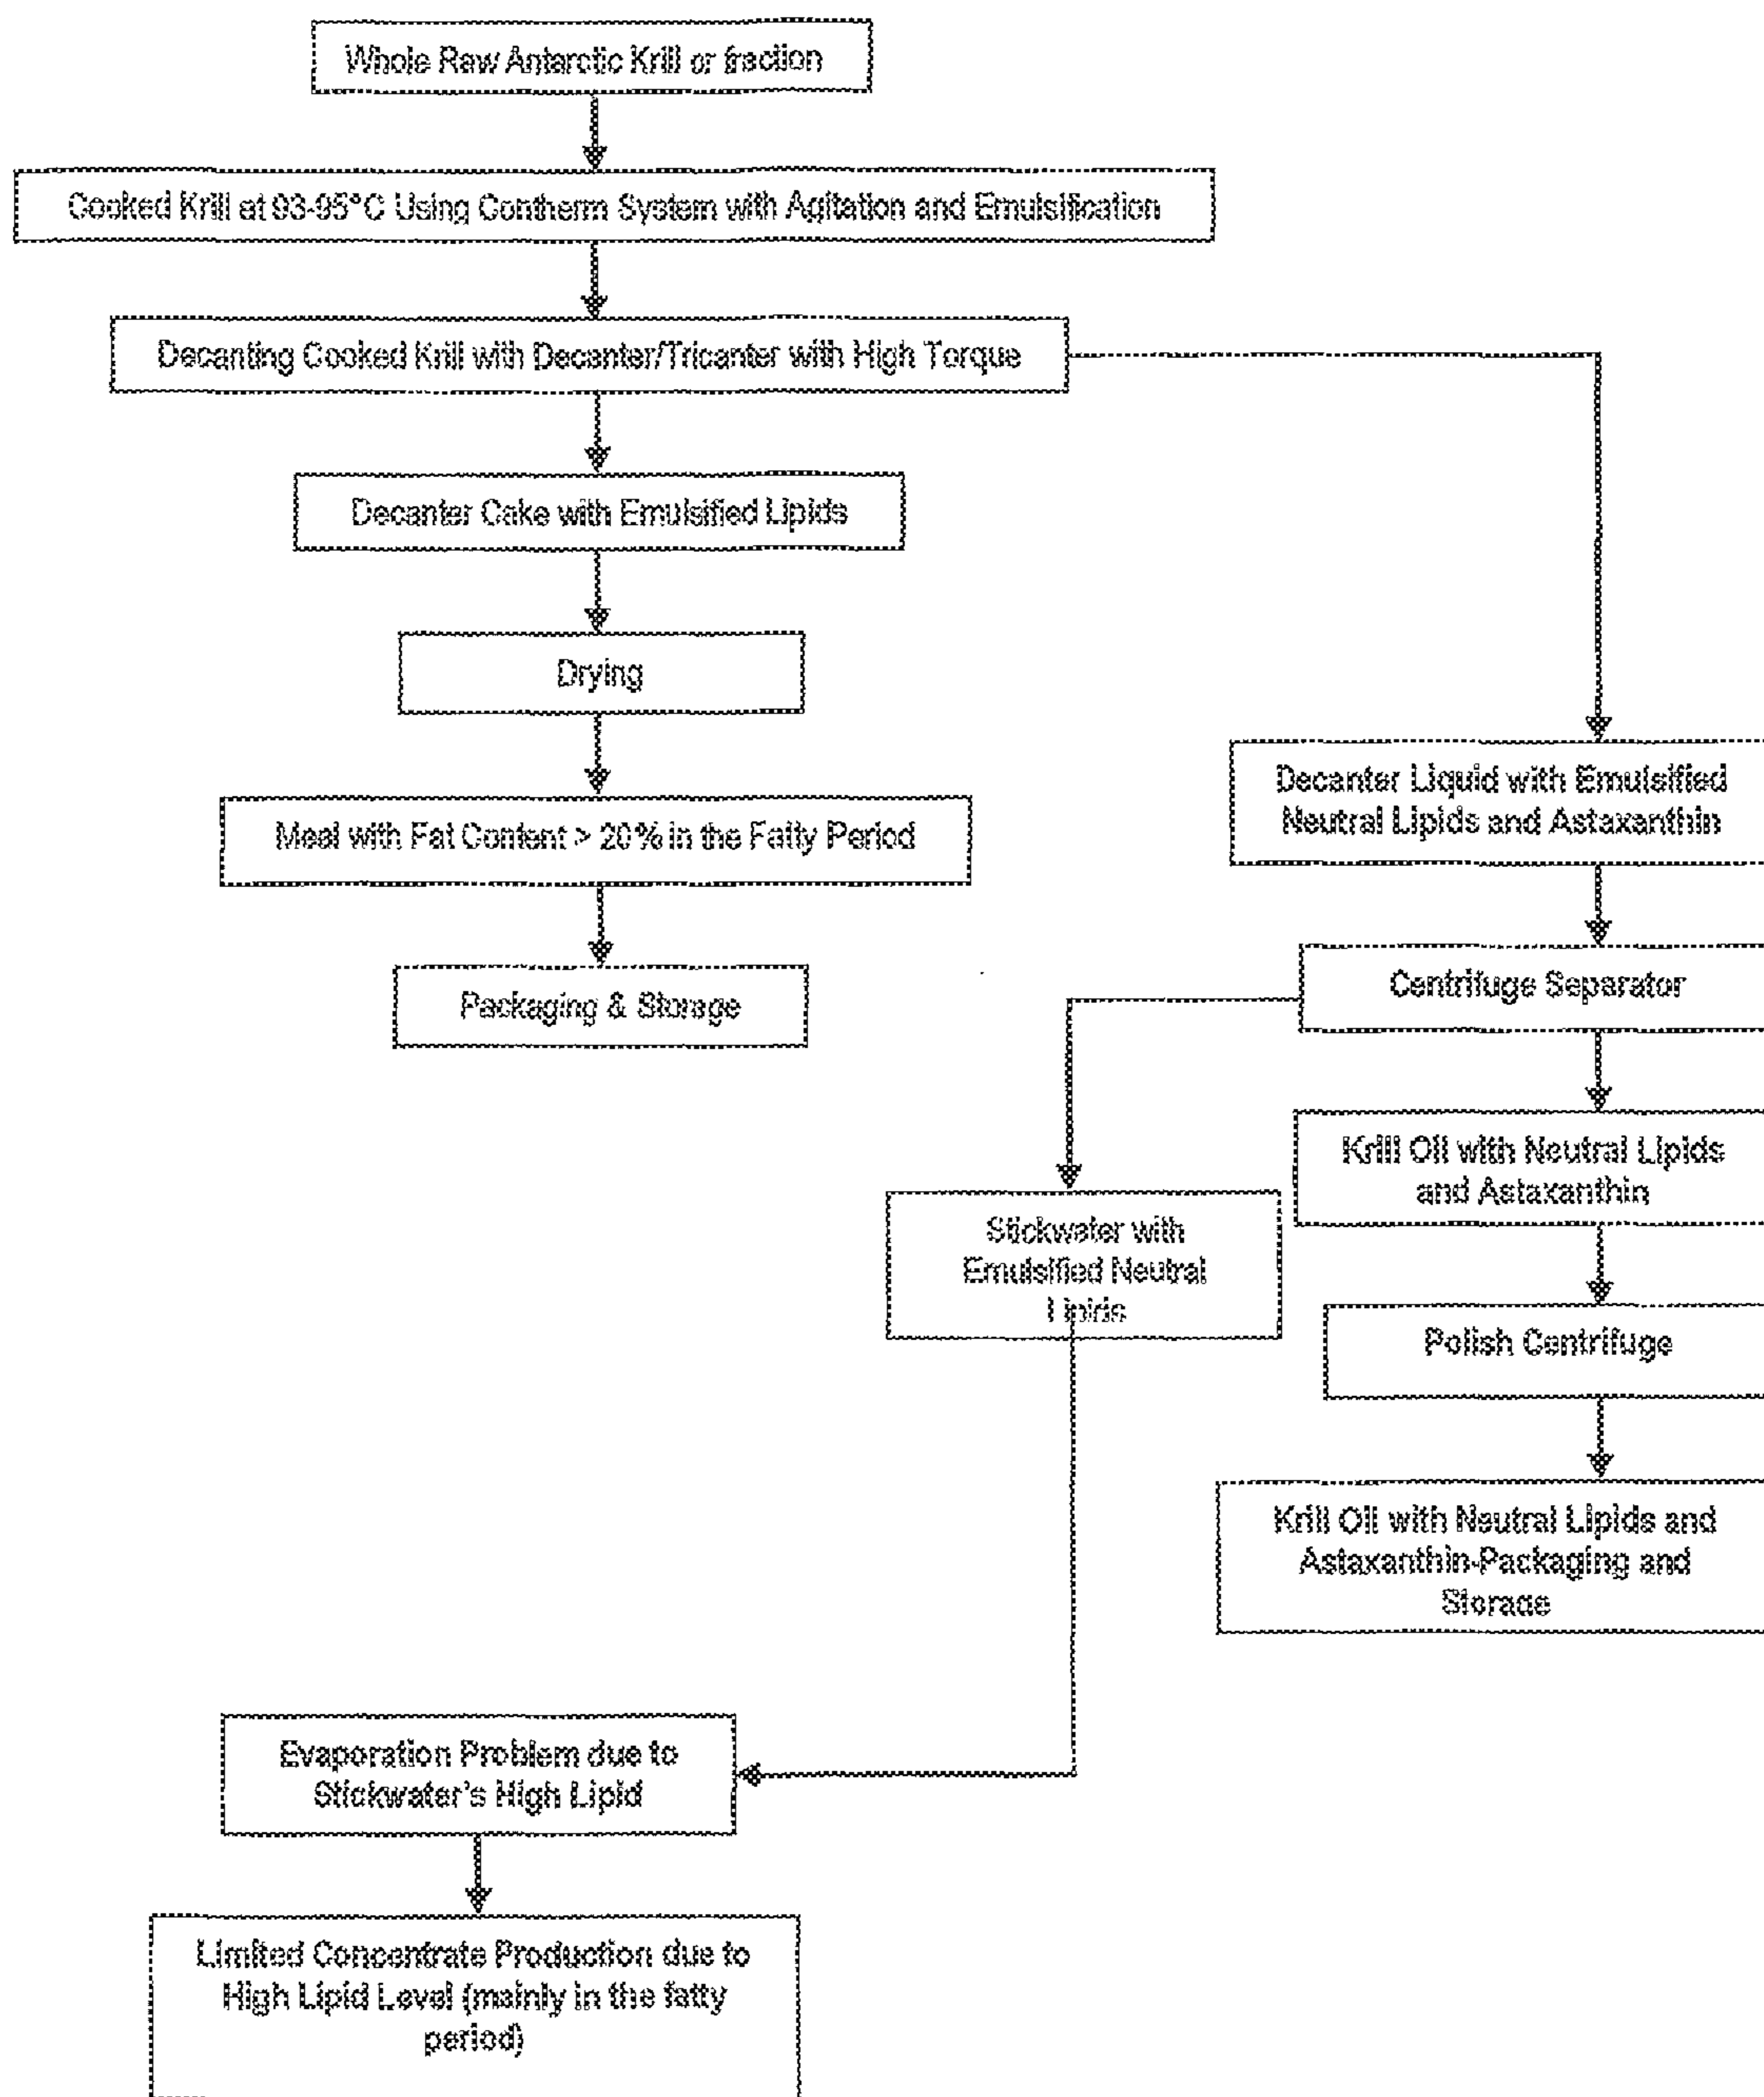 Whole Raw Antarctic Krill or fraction
Cooked Krill at 93-95°C Using Contherm System with Agitation and Emulsification
Decanting Cooked Krill with Decanter/Tricanter with High Torque
Decanter Cake with Emulsified Lipids
Drying
Meal with Fat Content > 20% in the Fatty Period
Packaging & Storage
Decanter Liquid with Emulsified
Neutral Lipids and Astaxanthin
Centrifuge Separator
Krill Oil with Neutral Lipids
and Astaxanthin
Stickwater with
Emulsified Neutral
Lipids
Polish Centrifuge
Krill Oil with Neutral Lipids and
Astaxanthin-Packaging and
Storage
Evaporation Problem due to
Stickwater's High Lipid
Limited Concentrate Production due to
High Lipid Level (mainly in the fatty
period)